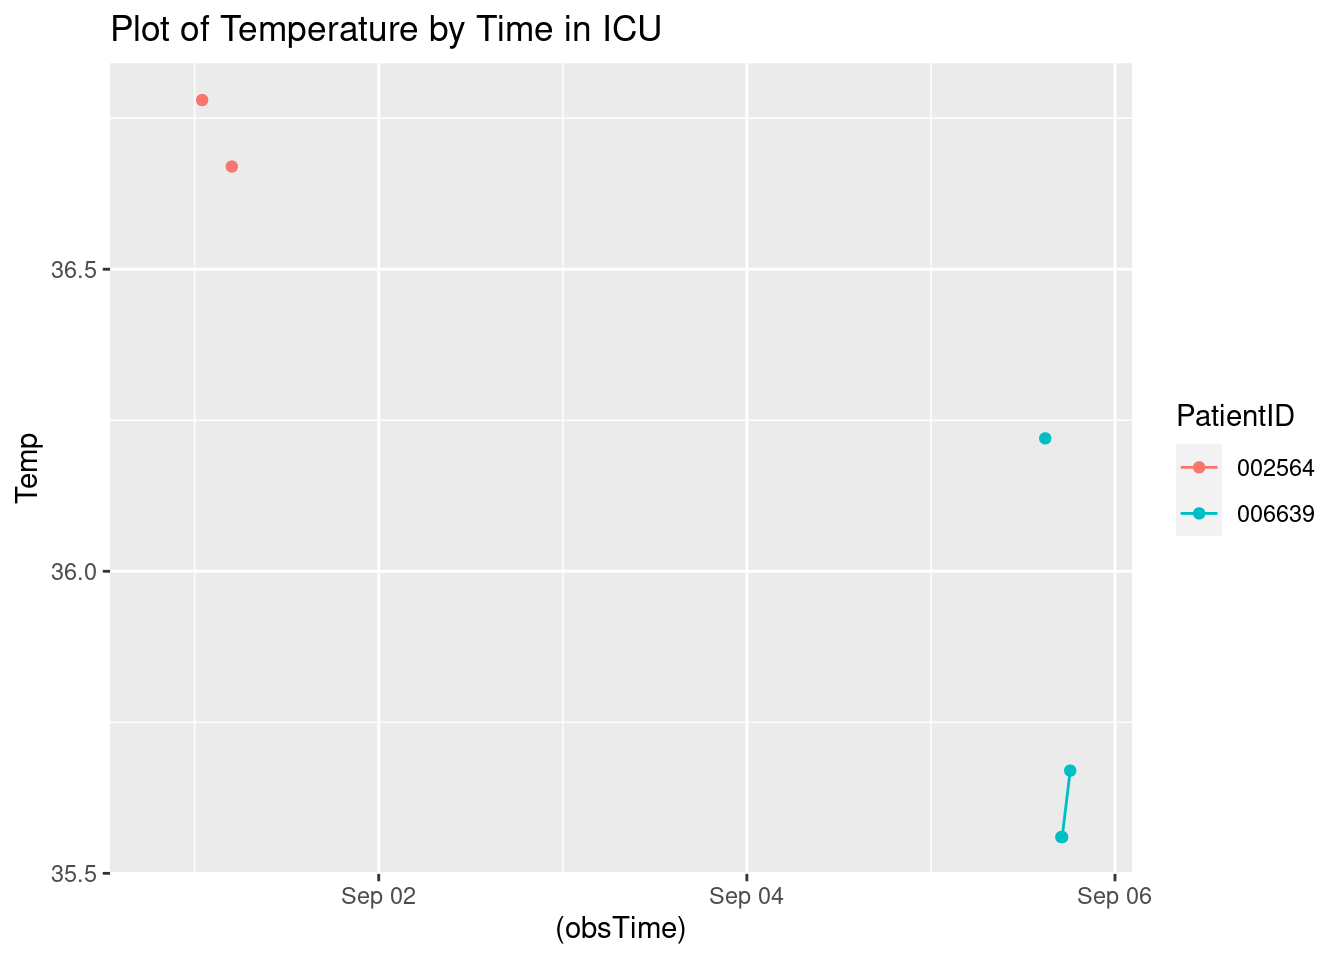 Plot of Temperature by Time in ICU
Temp
36.5
36.0
35.5
Sep 02
Sep 04
Sep 06
(obsTime)
PatientID
002564
006639